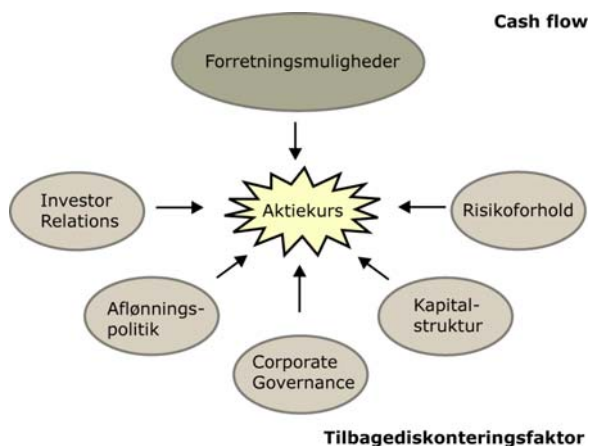 Cash flow
Forretningsmuligheder
Investor
Relations
Aktiekurs
Risikoforhold
Aflønnings-
politik
Kapital-
struktur
Corporate
Governance
Tilbagediskonteringsfaktor